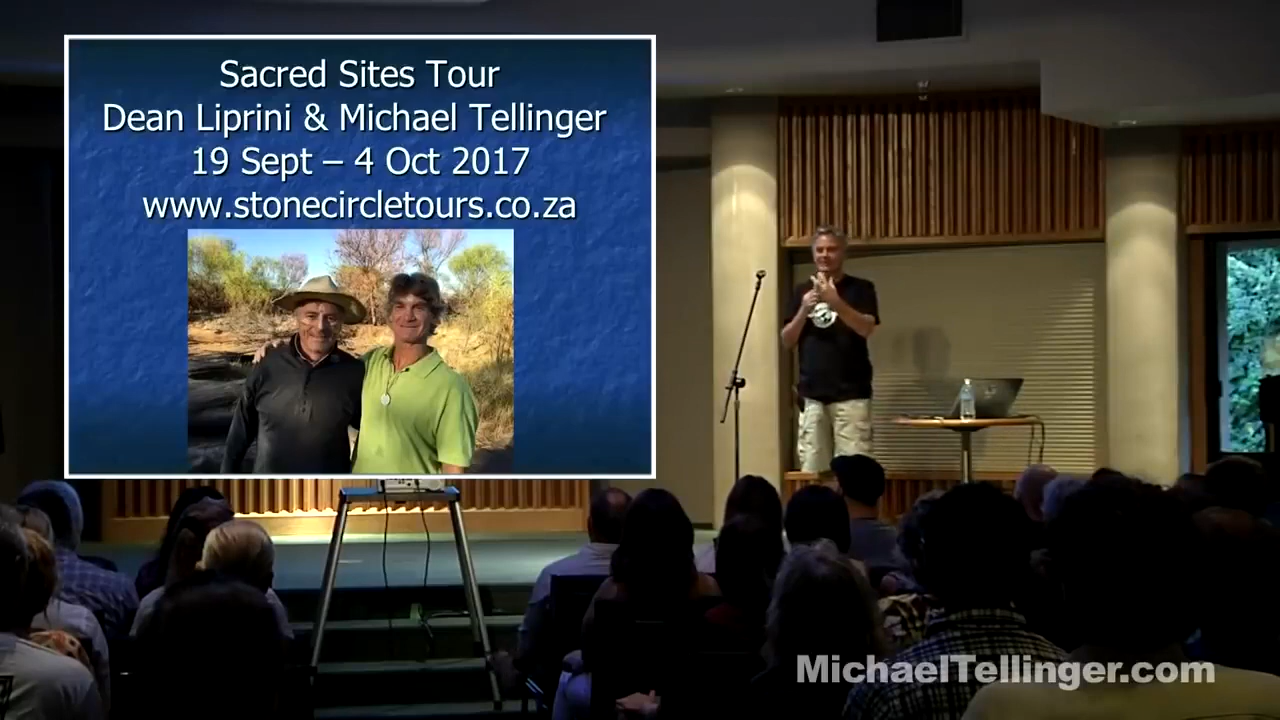 Sacred Sites Tour
Dean Liprini & Michael Tellinger
19 Sept – 4 Oct 2017
www.stonecircletours.co.za
MichaelTellinger.com